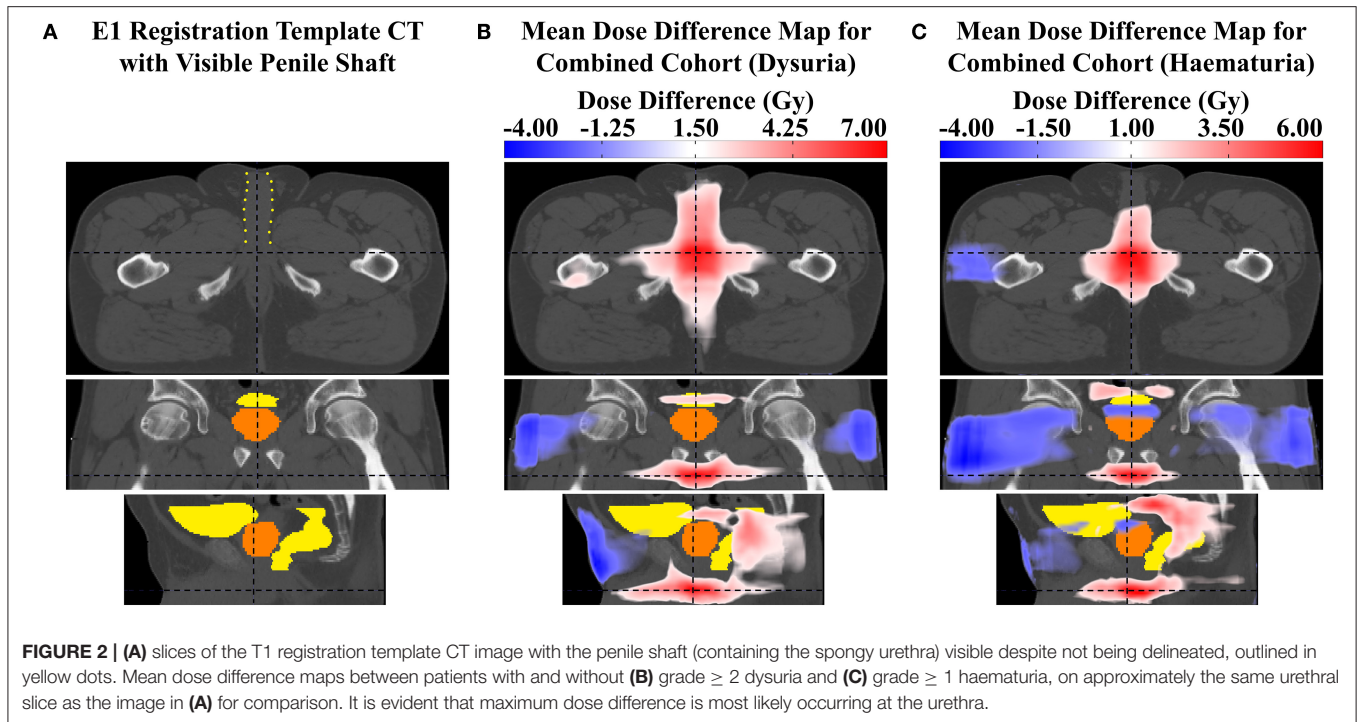 A E1 Registration Template CT
with Visible Penile Shaft
B Mean Dose Difference Map for
Combined Cohort (Dysuria)
Dose Difference (Gy)
-4.00 -1.25 1.50 4.25 7.00
C Mean Dose Difference Map for
Combined Cohort (Haematuria)
Dose Difference (Gy)
-4.00 -1.50 1.00 3.50 6.00
FIGURE 2 | (A) slices of the T1 registration template CT image with the penile shaft (containing the spongy urethra) visible despite not being delineated, outlined in
yellow dots. Mean dose difference maps between patients with and without (B) grade ≥ 2 dysuria and (C) grade ≥ 1 haematuria, on approximately the same urethral
slice as the image in (A) for comparison. It is evident that maximum dose difference is most likely occurring at the urethra.